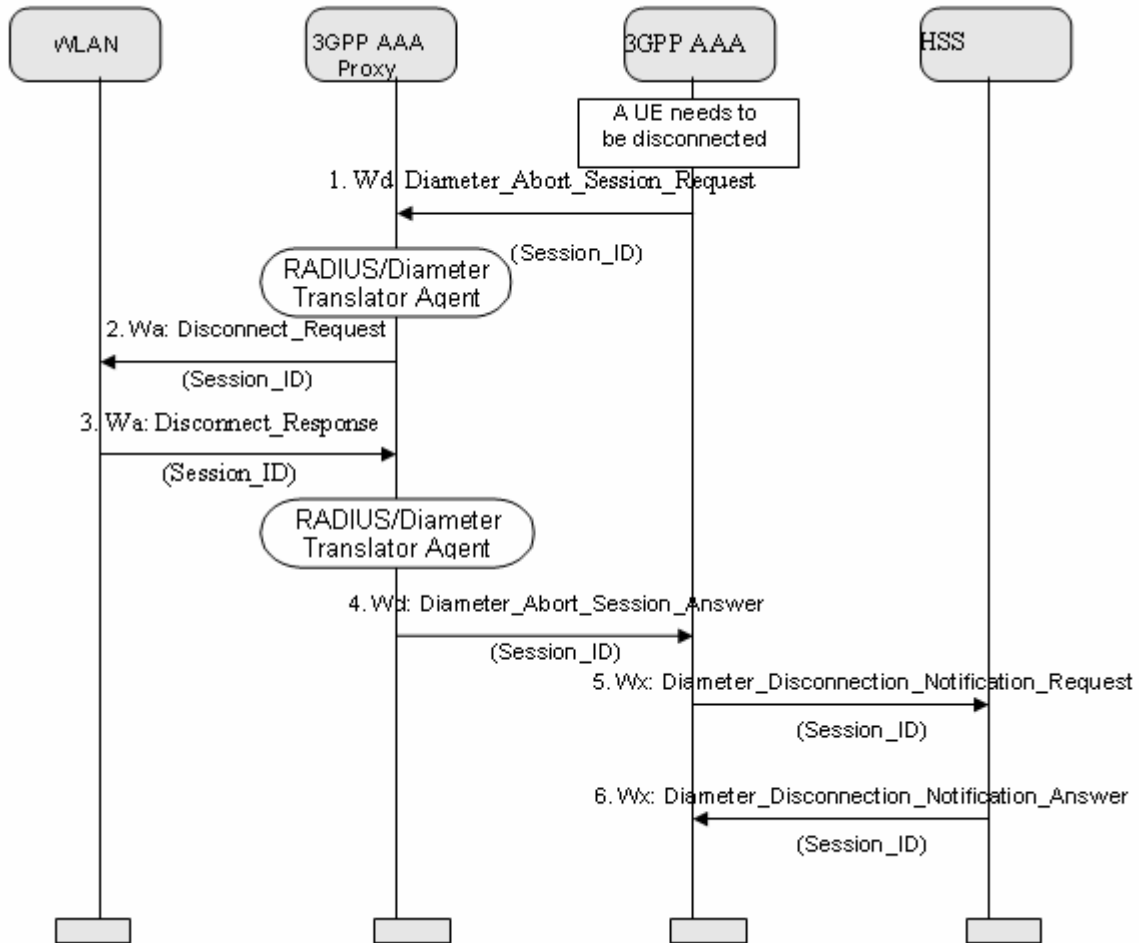 WLAN
3GPP AAA
Proxy
3GPP AAA
HSS
A UE needs to
be disconnected
1. Wd: Diameter_Abort_Session_Request
(Session_ID)
RADIUS/Diameter
Translator Agent
2. Wa: Disconnect_Request
(Session_ID)
3. Wa: Disconnect_Response
(Session_ID)
RADIUS/Diameter
Translator Agent
4. Wd: Diameter_Abort_Session_Answer
(Session_ID)
5. Wx: Diameter_Disconnection_Notification_Request
(Session_ID)
6. Wx: Diameter_Disconnection_Notification_Answer
(Session_ID)